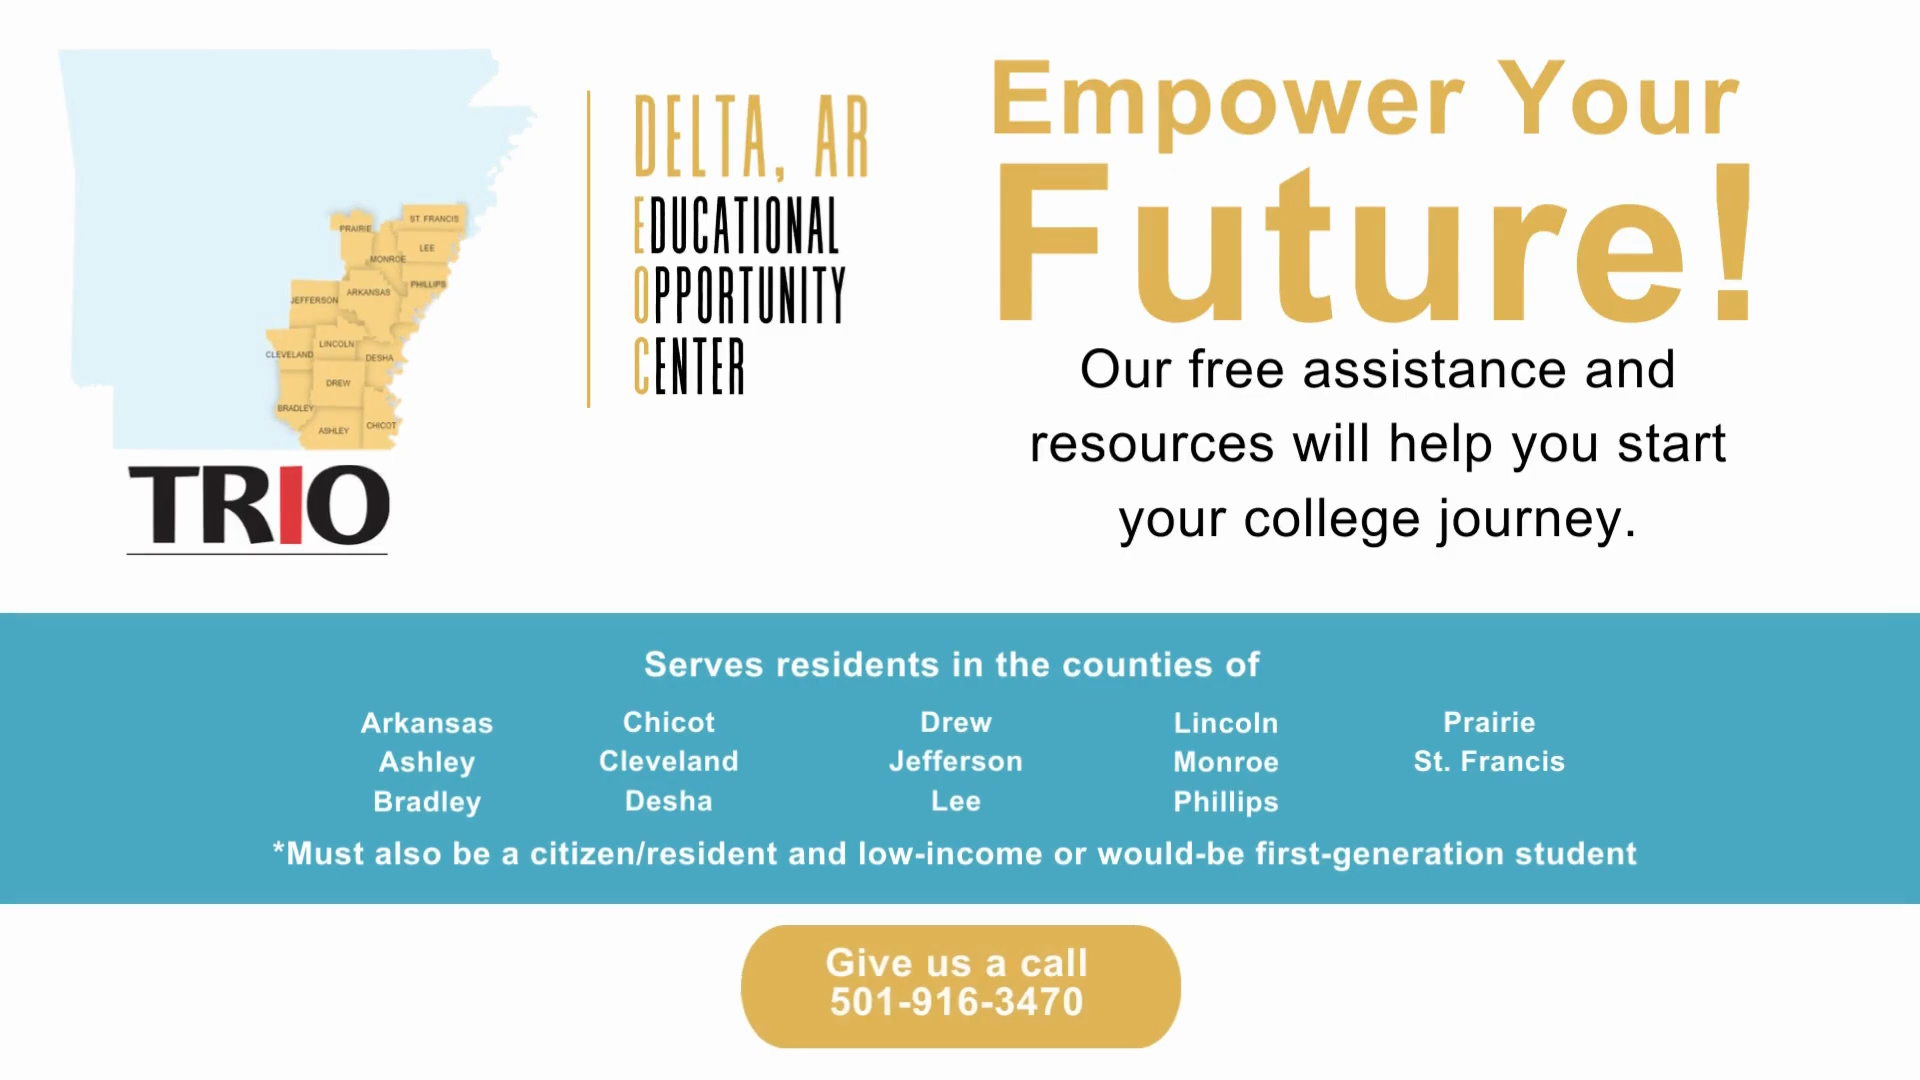 DELTA, AR
EDUCATIONAL
OPPORTUNITY
CENTER
Empower Your
Future!
Our free assistance and
resources will help you start
your college journey.
ST. FRANCIS
PRAIRIE
LEE
MONROE
PHILLIPS
ARKANSAS
JEFFERSON
LINCOLN
CLEVELAND
DESHA
DREW
BRADLEY
CHICOT
ASHLEY
TRIO
Serves residents in the counties of
Arkansas Chicot Drew Lincoln Prairie
Ashley Cleveland Jefferson Monroe St. Francis
Bradley Desha Lee Phillips
*Must also be a citizen/resident and low-income or would-be first-generation student
Give us a call
501-916-3470